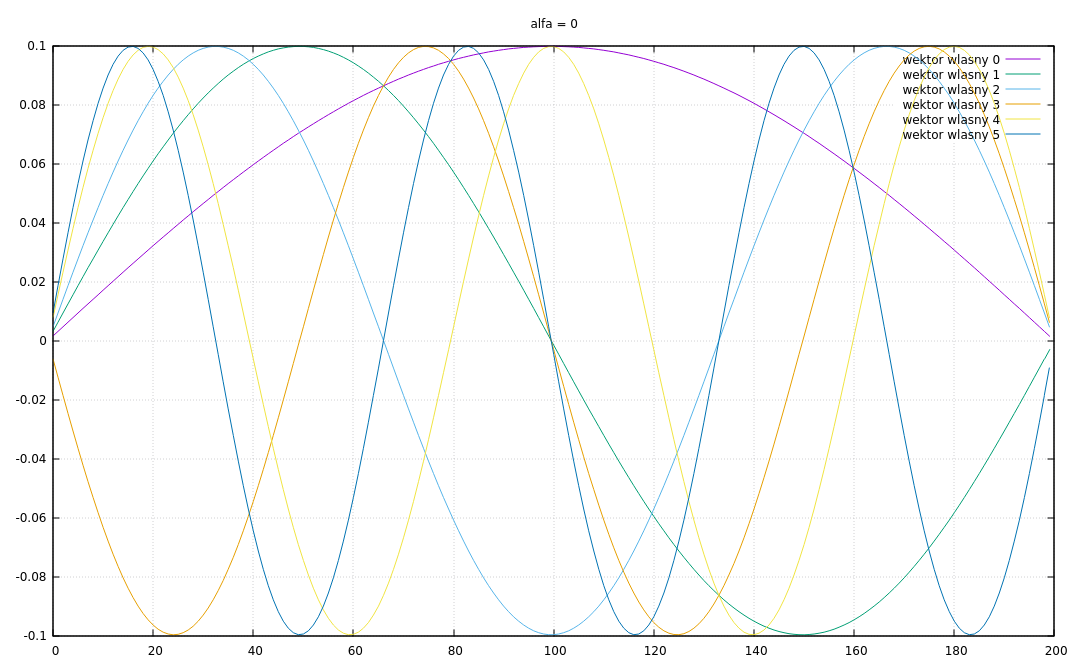 alfa = 0
0.1
0.08
0.06
0.04
0.02
0
-0.02
-0.04
-0.06
-0.08
-0.1
0 20 40 60 80 100 120 140 160 180 200
wektor wlasny 0
wektor wlasny 1
wektor wlasny 2
wektor wlasny 3
wektor wlasny 4
wektor wlasny 5